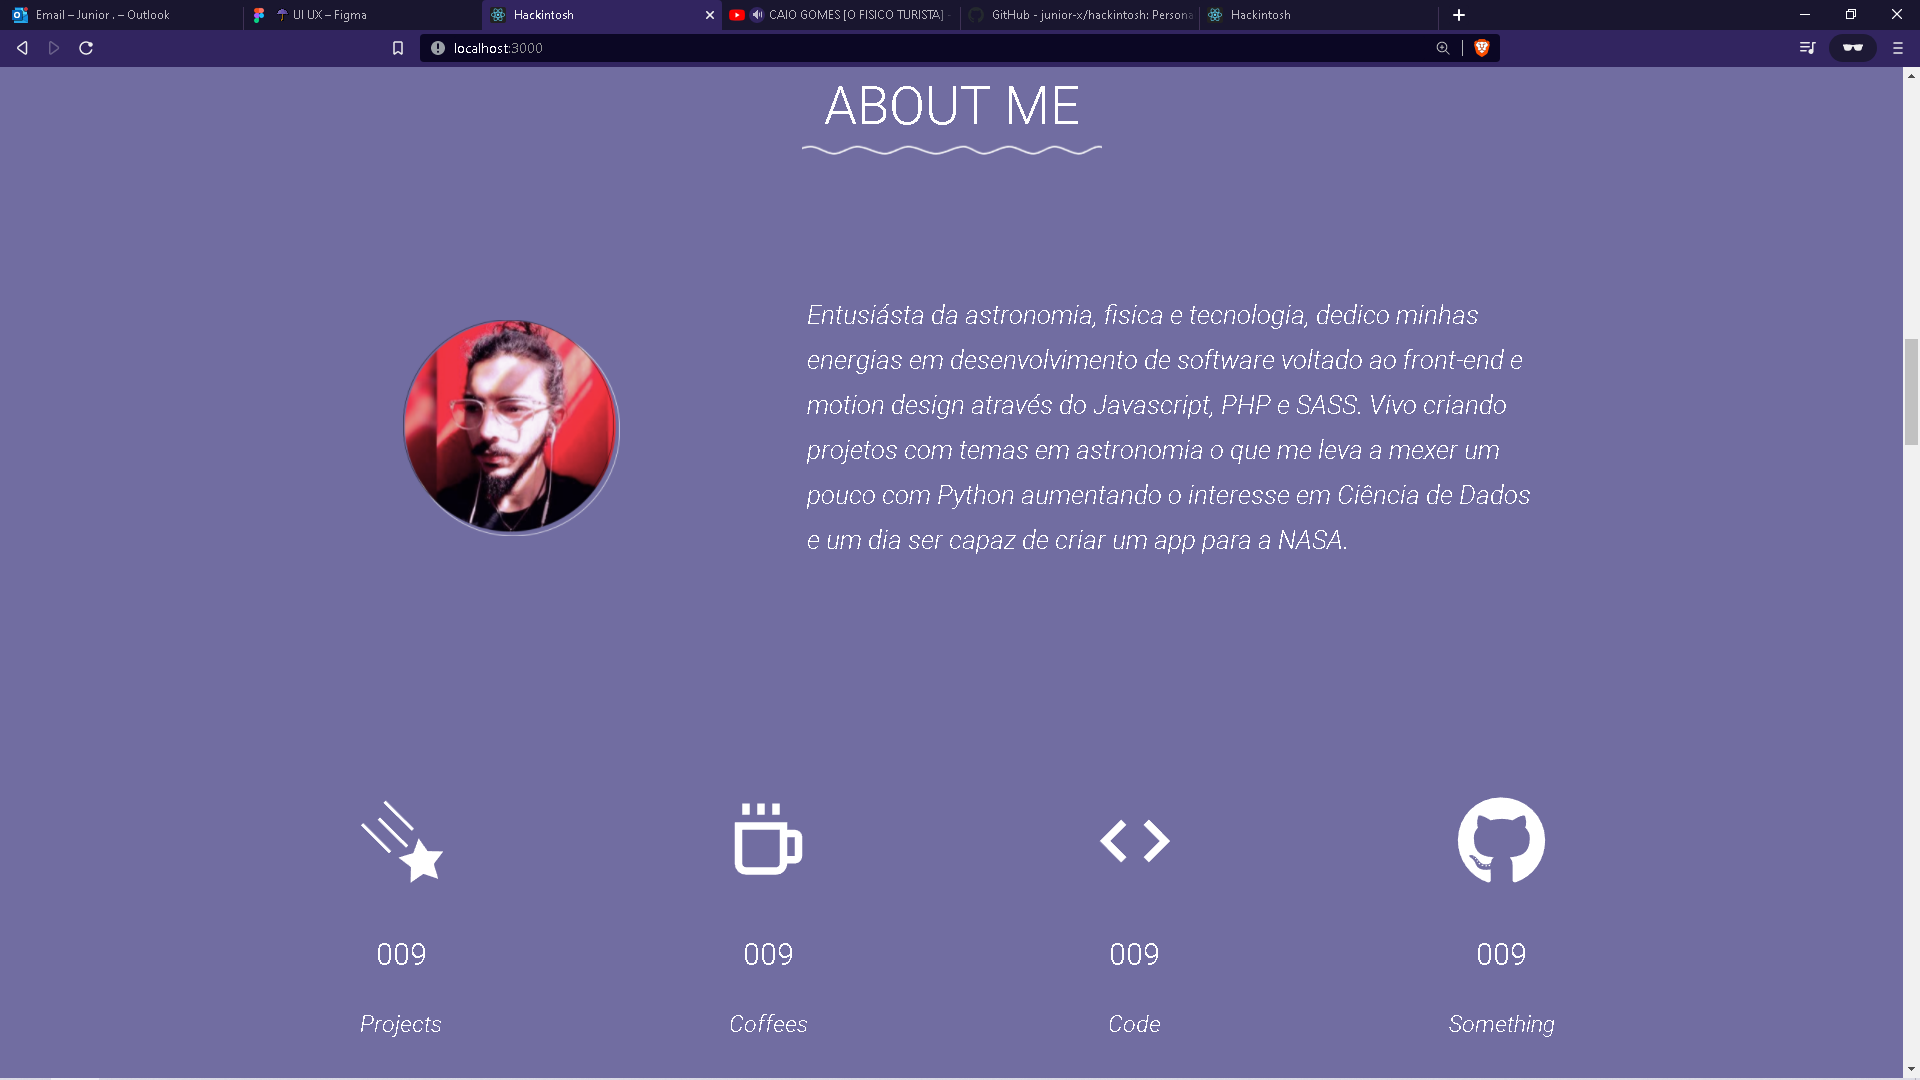 Email – Junior . – Outlook
UI UX – Figma
Hackintosh
CAIO GOMES [O FISICO TURISTA] -
GitHub - junior-x/hackintosh: Persona
Hackintosh
localhost:3000
ABOUT ME
Entusiásta da astronomia, fisica e tecnologia, dedico minhas
energias em desenvolvimento de software voltado ao front-end e
motion design através do Javascript, PHP e SASS. Vivo criando
projetos com temas em astronomia o que me leva a mexer um
pouco com Python aumentando o interesse em Ciência de Dados
e um dia ser capaz de criar um app para a NASA.
009
009
009
009
Projects
Coffees
Code
Something